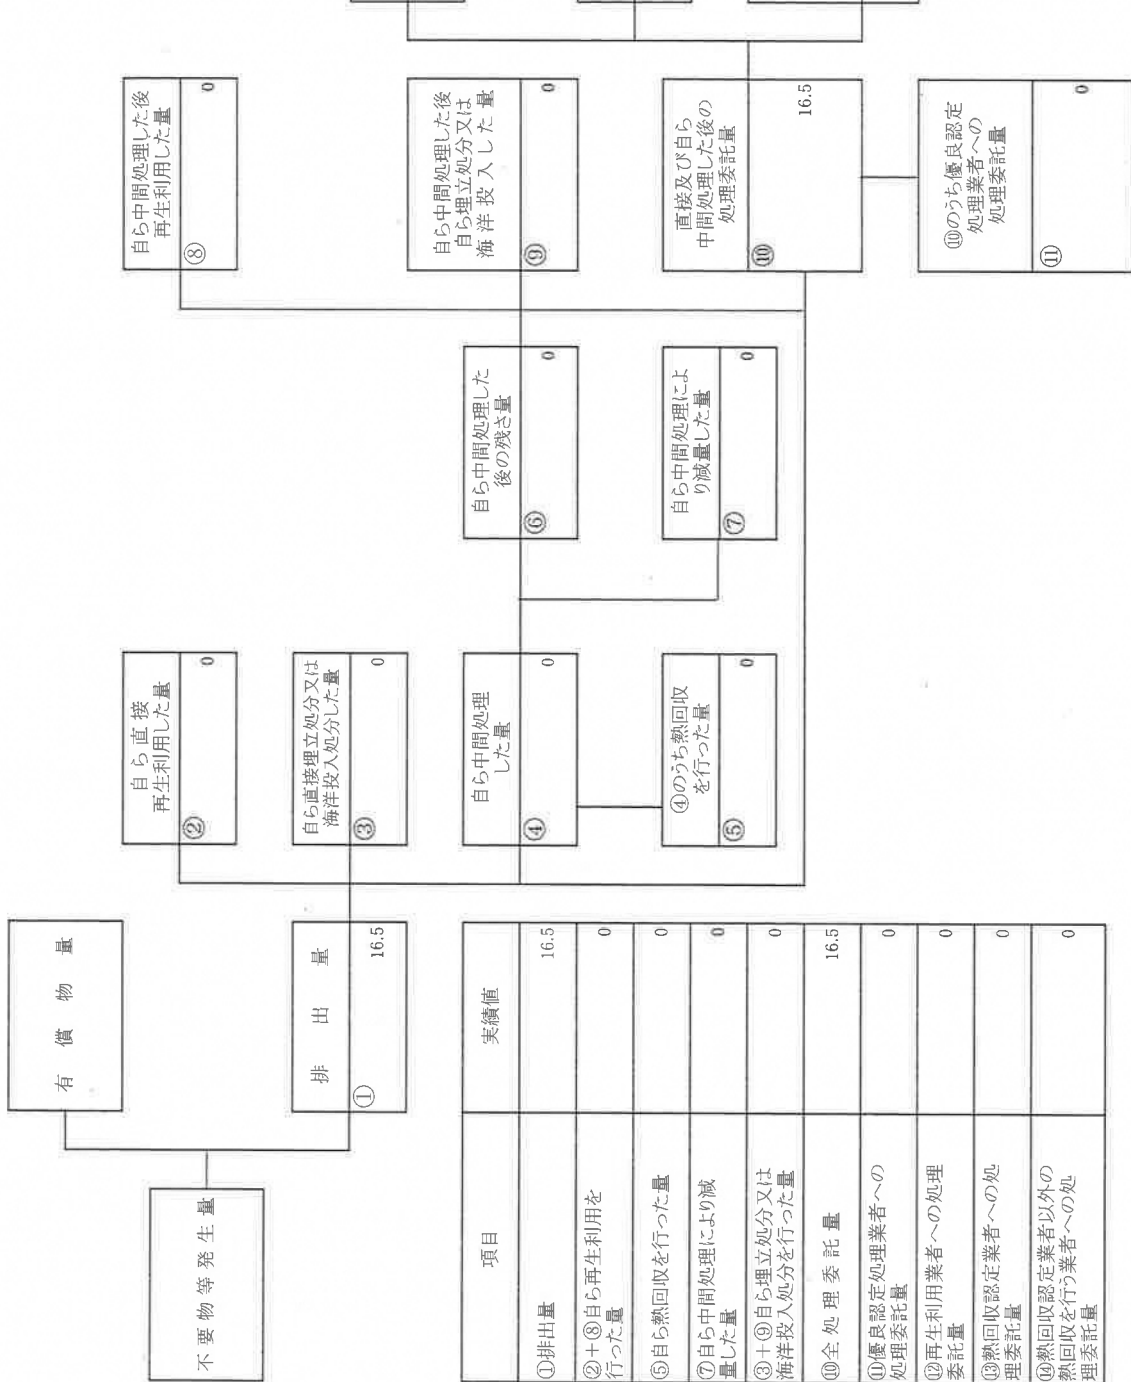 不要物等発生量
有償物量
排出量
①
16.5
自ら直接
再生利用した量
②
0
自ら直接埋立処分又は
海洋投入処分した量
③
0
自ら中間処理
した量
④
0
④のうち熱回収
を行った量
⑤
0
自ら中間処理した
後の残さ量
⑥
0
自ら中間処理によ
り減量した量
⑦
0
自ら中間処理した後
再生利用した量
⑧
0
自ら中間処理した後
自ら埋立処分又は
海洋投入した量
⑨
0
直接及び自ら
中間処理した後の
処理委託量
⑩
16.5
⑩のうち優良認定
処理業者への
処理委託量
⑪
0
項目 実績値
①排出量 16.5
②+⑧自ら再生利用を
行った量 0
⑤自ら熱回収を行った量 0
⑦自ら中間処理により減
量した量 0
③+⑨自ら埋立処分又は
海洋投入処分を行った量 0
⑩全処理委託量 16.5
⑪優良認定処理業者への
処理委託量 0
⑫再生利用業者への処理
委託量 0
⑬熱回収認定業者への処
理委託量 0
⑭熱回収認定業者以外の
熱回収を行う業者への処
理委託量 0